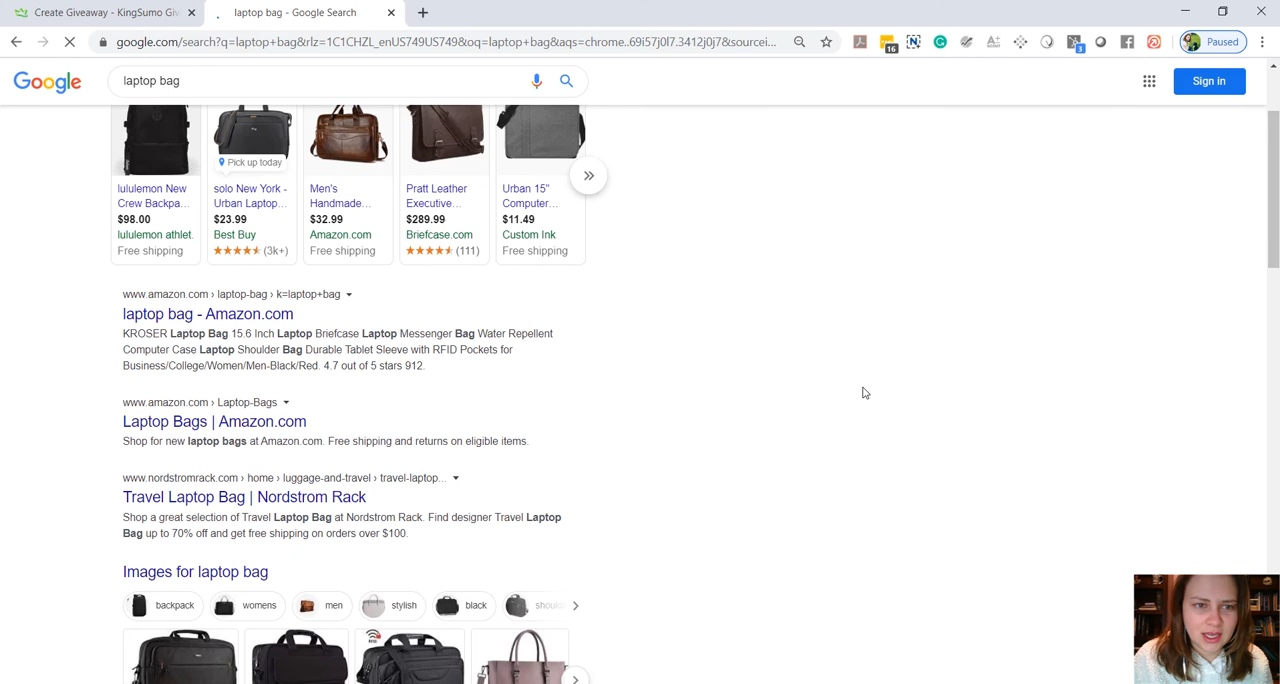 Create Giveaway - KingSumo Giv
laptop bag - Google Search
google.com/search?q=laptop+bag&rlz=1C1CHZL_enUS749US749&oq=laptop+bag&aqs=chrome..69i57j0l7.3412j0j7&sourcei...
16
3
Paused
Google
laptop bag
Sign in
Pick up today
lululemon New Crew Backpa...
$98.00
lululemon athlet.
Free shipping
solo New York - Urban Laptop...
$23.99
Best Buy
(3k+)
Men's Handmade...
$32.99
Amazon.com
Free shipping
Pratt Leather Executive...
$289.99
Briefcase.com
(111)
Urban 15" Computer...
$11.49
Custom Ink
Free shipping
www.amazon.com › laptop-bag › k=laptop+bag
laptop bag - Amazon.com
KROSER Laptop Bag 15.6 Inch Laptop Briefcase Laptop Messenger Bag Water Repellent
Computer Case Laptop Shoulder Bag Durable Tablet Sleeve with RFID Pockets for
Business/College/Women/Men-Black/Red. 4.7 out of 5 stars 912.
www.amazon.com › Laptop-Bags
Laptop Bags | Amazon.com
Shop for new laptop bags at Amazon.com. Free shipping and returns on eligible items.
www.nordstromrack.com › home › luggage-and-travel › travel-laptop...
Travel Laptop Bag | Nordstrom Rack
Shop a great selection of Travel Laptop Bag at Nordstrom Rack. Find designer Travel Laptop
Bag up to 70% off and get free shipping on orders over $100.
Images for laptop bag
backpack
womens
men
stylish
black